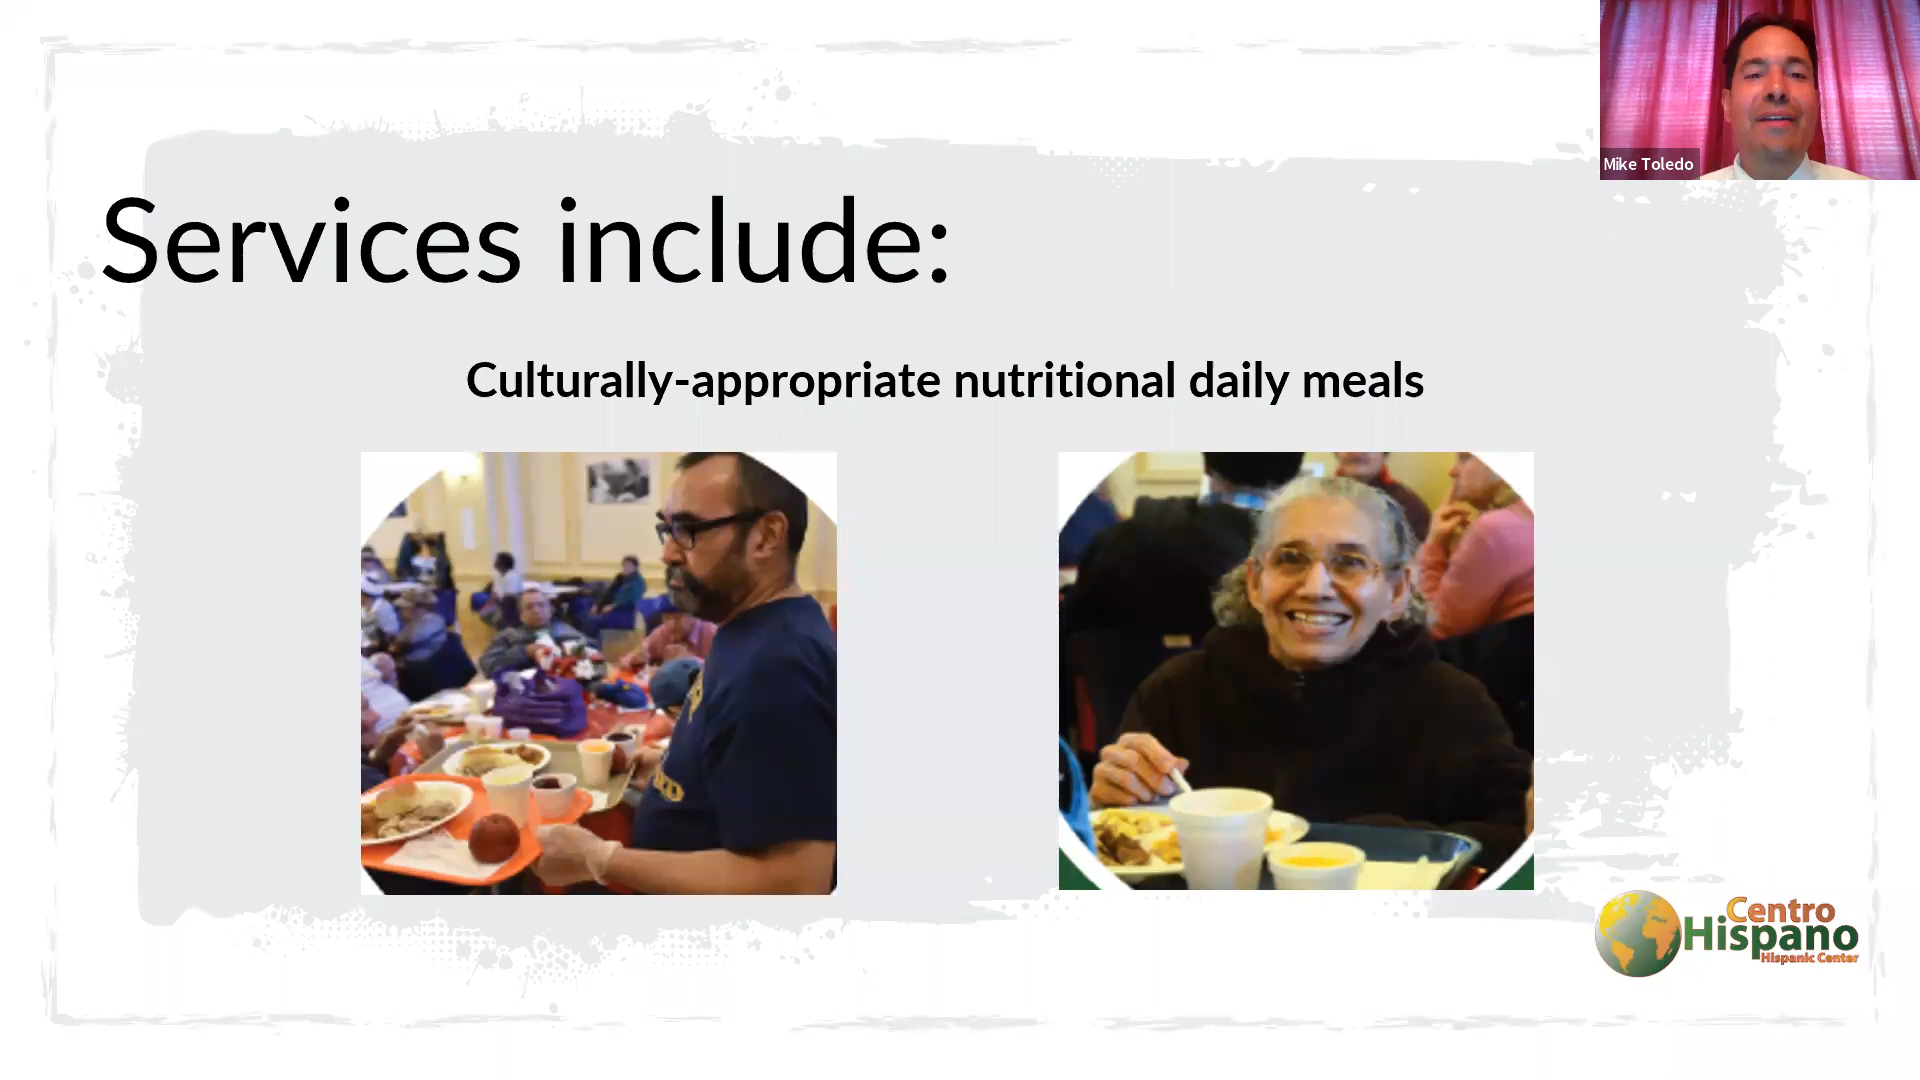 Mike Toledo
Services include:
Culturally-appropriate nutritional daily meals
Centro
Hispano
Hispanic Center